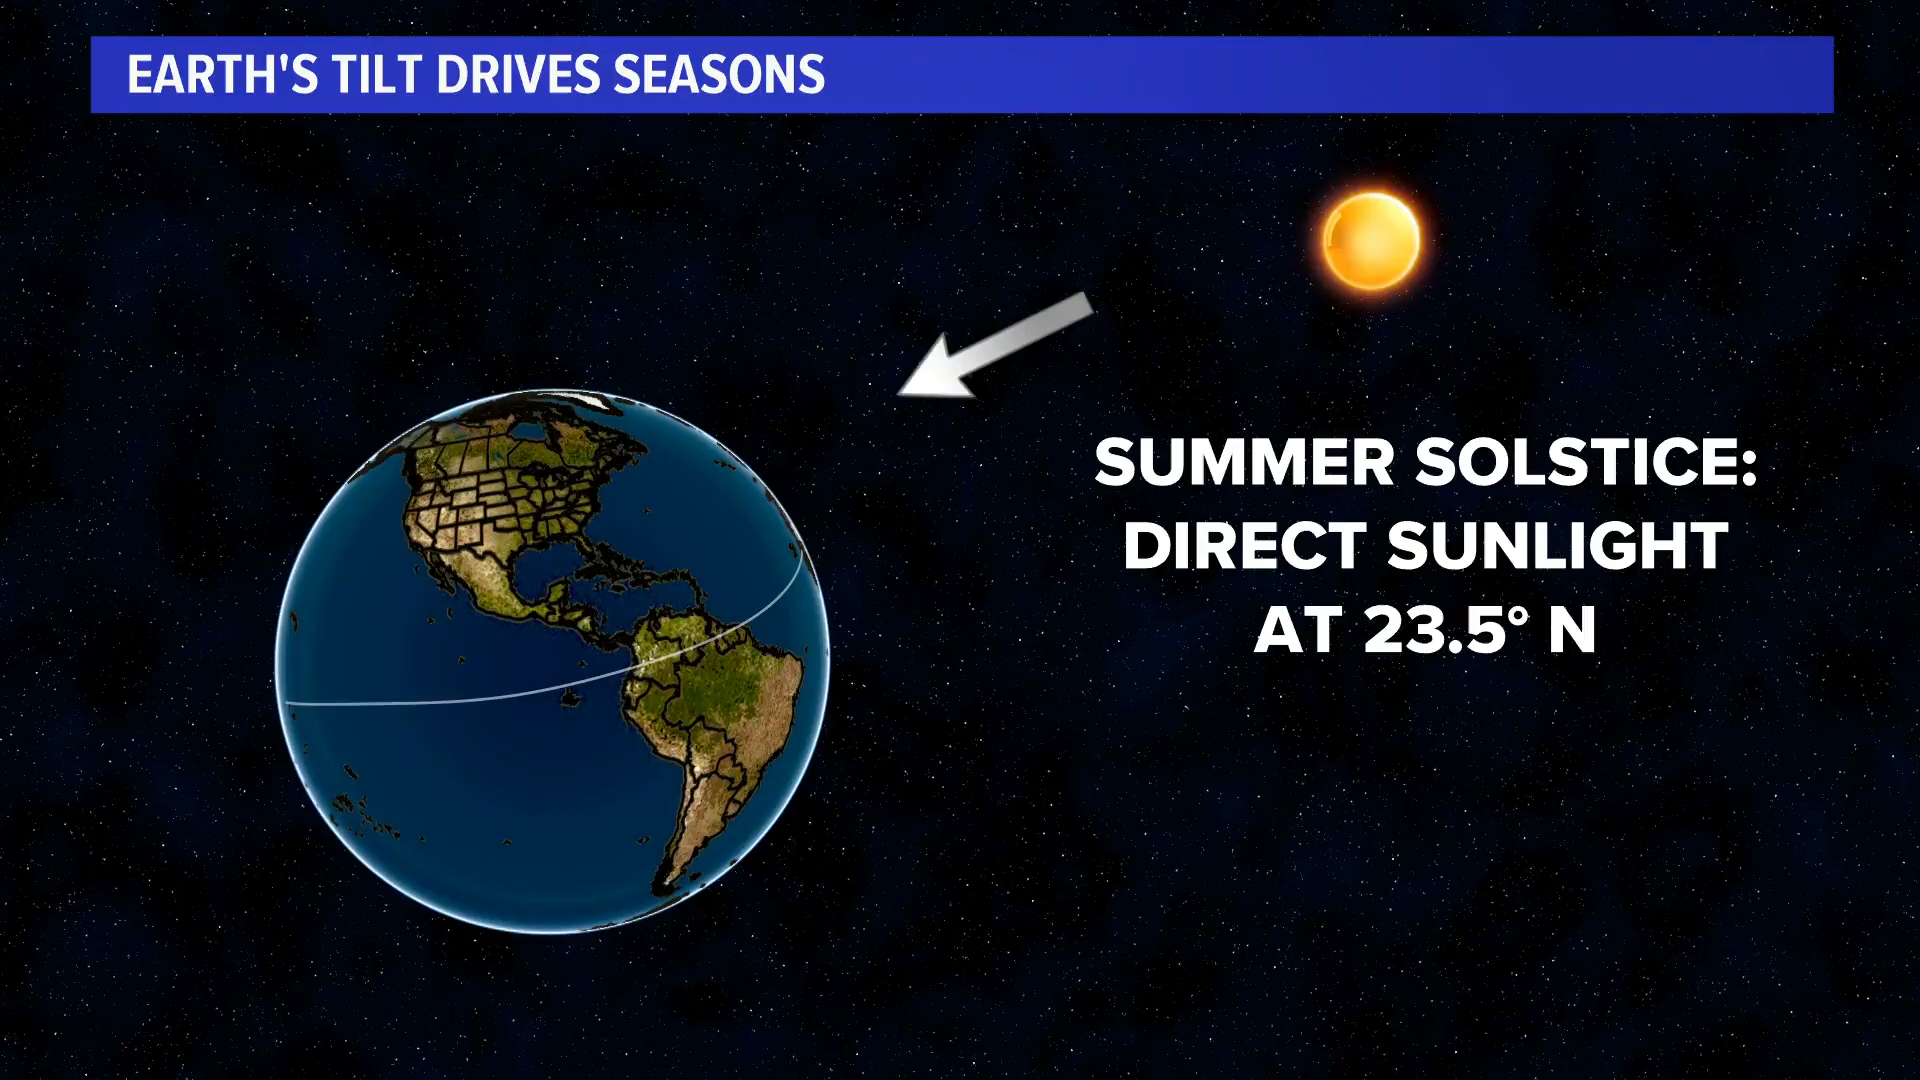 EARTH'S TILT DRIVES SEASONS
SUMMER SOLSTICE:
DIRECT SUNLIGHT
AT 23.5° N